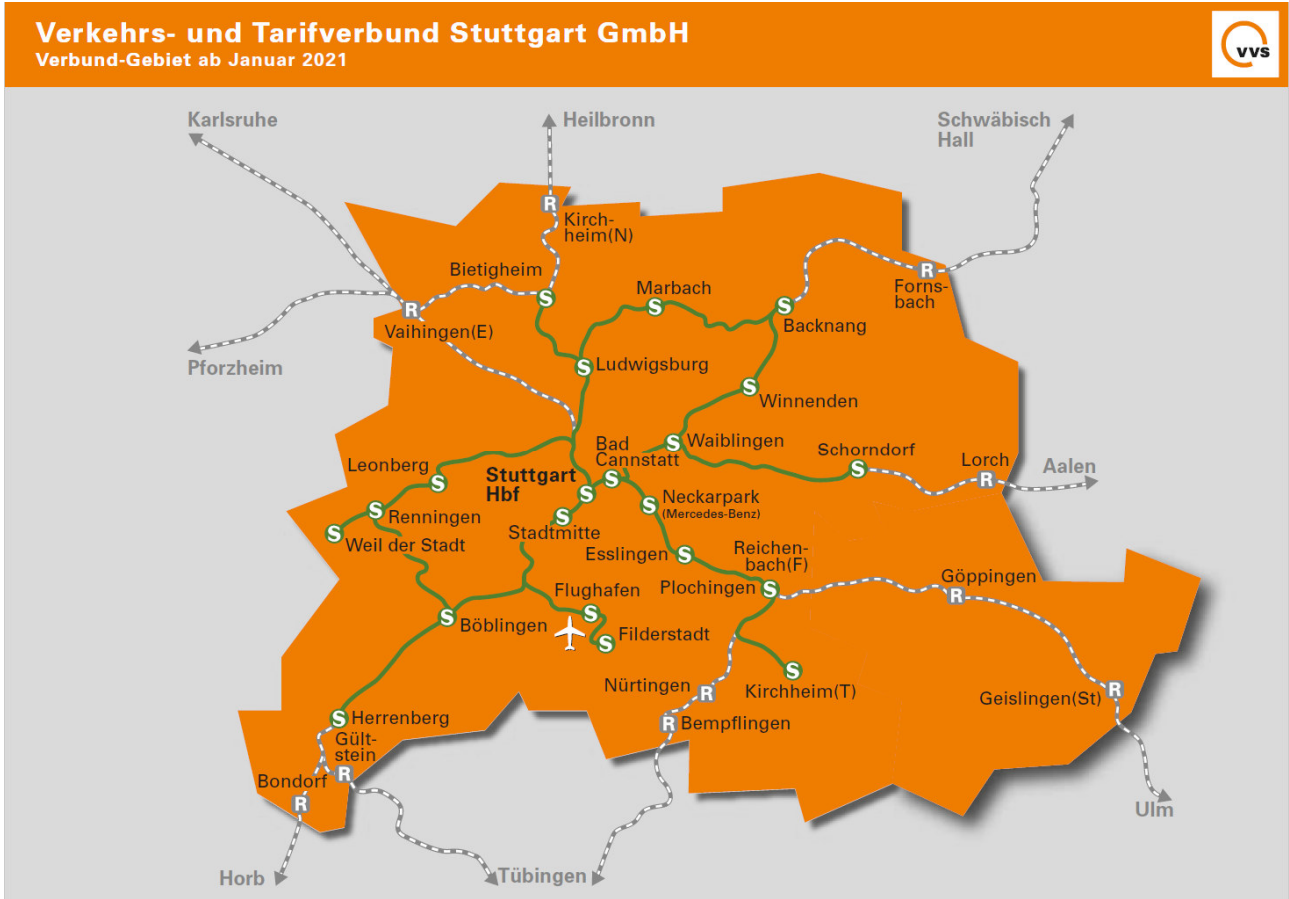 Verkehrs- und Tarifverbund Stuttgart GmbH
Verbund-Gebiet ab Januar 2021
vvs
Karlsruhe
Heilbronn
Schwäbisch
Hall
R
Kirch-
heim(N)
Bietigheim
S
Marbach
S
R
Forns-
bach
S
Backnang
R
Vaihingen(E)
Pforzheim
S
Ludwigsburg
S
Winnenden
S
Waiblingen
Bad
Cannstatt
S
Schorndorf
S
Lorch
R
Aalen
Leonberg
S
Stuttgart
Hbf
S
S
Neckarpark
(Mercedes-Benz)
S
Renningen
S
Weil der Stadt
S
Stadtmitte
Esslingen
S
Reichen-
bach(F)
Plochingen
S
Göppingen
R
Flughafen
S
S
Böblingen
S
Filderstadt
Nürtingen
R
S
Kirchheim(T)
Geislingen(St)
R
S
Herrenberg
R
Bempflingen
Gült-
stein
R
Bondorf
R
Ulm
Horb
Tübingen